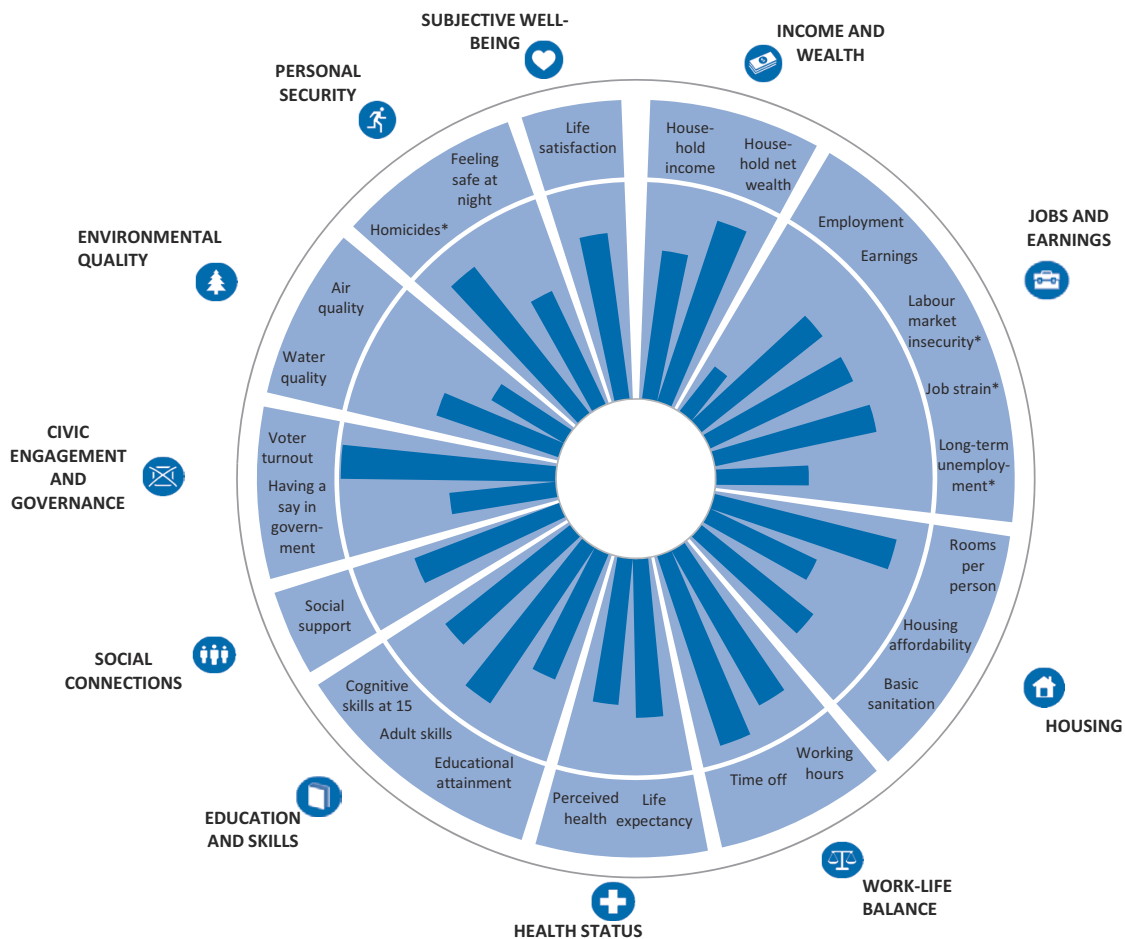 SUBJECTIVE WELL-
BEING
INCOME AND
WEALTH
PERSONAL
SECURITY
Life
satisfaction
House-
hold
income
House-
hold net
wealth
Feeling
safe at
night
Homicides*
Employment
Earnings
JOBS AND
EARNINGS
ENVIRONMENTAL
QUALITY
Air
quality
Water
quality
Labour
market
insecurity*
Job strain*
Long-term
unemploy-
ment*
CIVIC
ENGAGEMENT
AND
GOVERNANCE
Voter
turnout
Having a
say in
govern-
ment
Rooms
per
person
Housing
affordability
Basic
sanitation
HOUSING
Social
support
SOCIAL
CONNECTIONS
Cognitive
skills at 15
Adult skills
Educational
attainment
EDUCATION
AND SKILLS
Perceived
health
Life
expectancy
Time off
Working
hours
WORK-LIFE
BALANCE
HEALTH STATUS